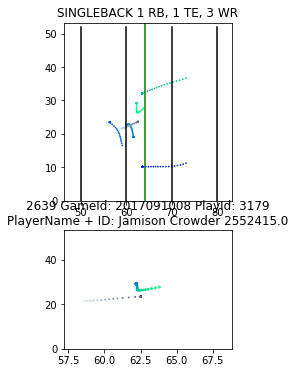 SINGLEBACK 1 RB, 1 TE, 3 WR
50
40
30
20
10
0
50 60 70 80
2639 GameId: 2017091008 PlayId: 3179
PlayerName + ID: Jamison Crowder 2552415.0
40
20
0
57.5 60.0 62.5 65.0 67.5